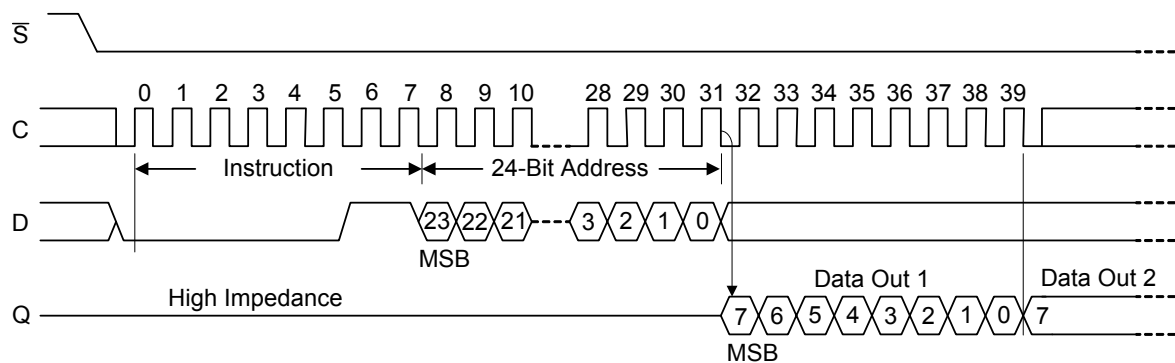 S
0 1 2 3 4 5 6 7 8 9 10 28 29 30 31 32 33 34 35 36 37 38 39
C
Instruction 24-Bit Address
D 23 22 21 3 2 1 0
MSB
High Impedance Data Out 1 Data Out 2
Q 7 6 5 4 3 2 1 0 7
MSB